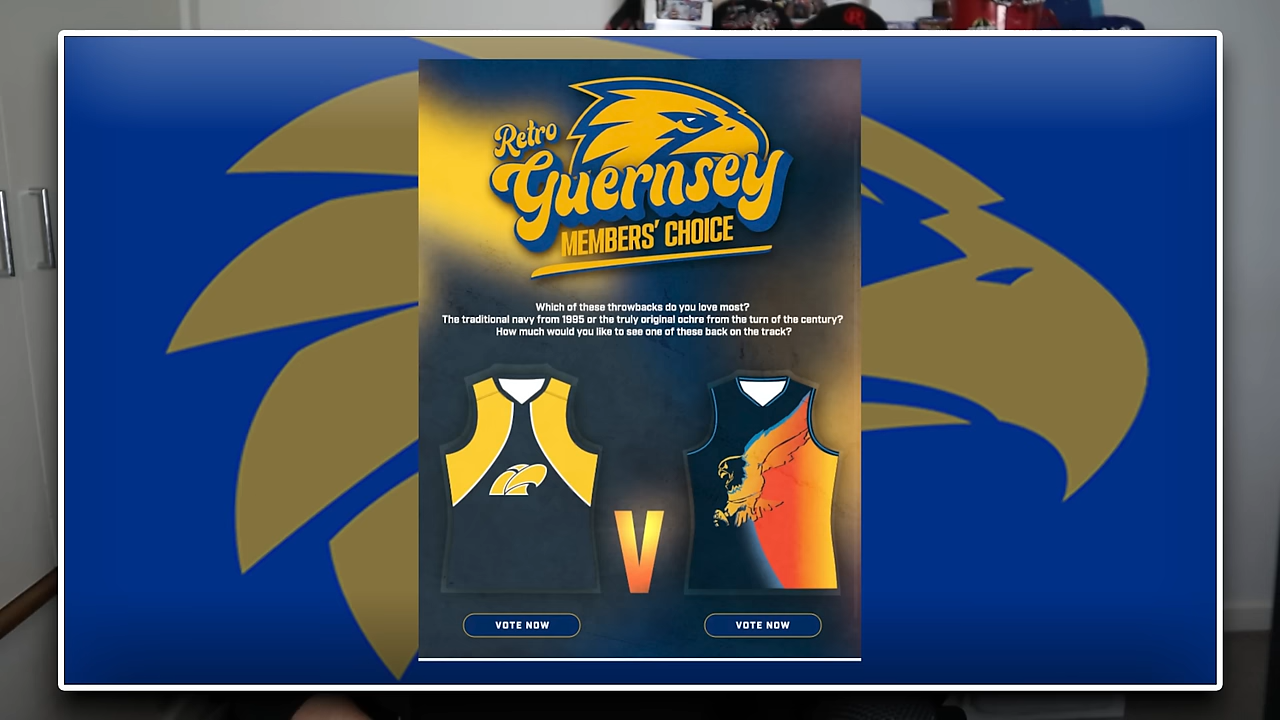 Retro
Guernsey
MEMBERS' CHOICE
Which of these throwbacks do you love most?
The traditional navy from 1995 or the truly original ochre from the turn of the century?
How much would you like to see one of these back on the track?
V
VOTE NOW
VOTE NOW